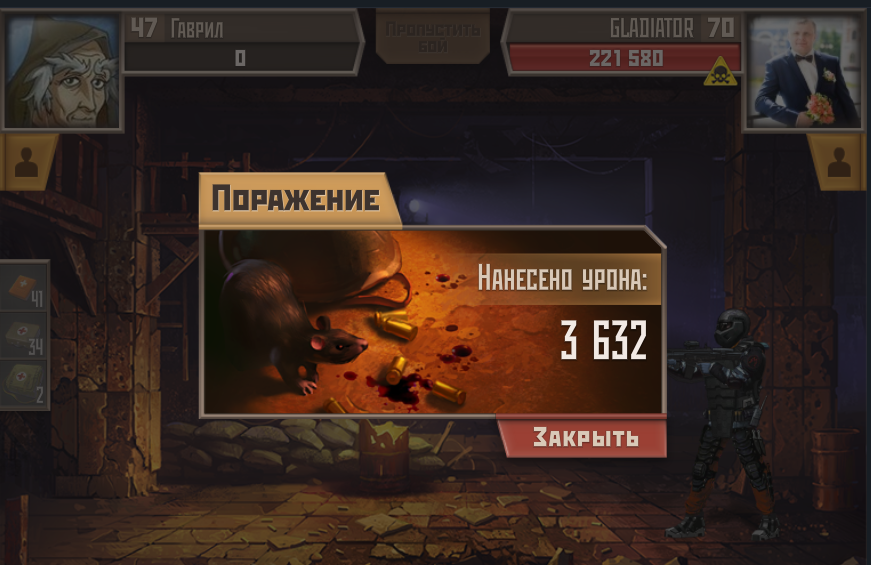 47 Гаврил
0
Пропустить
бой
GLADIATOR 70
221 580
Поражение
Нанесено урона:
3 632
41
34
2
Закрыть